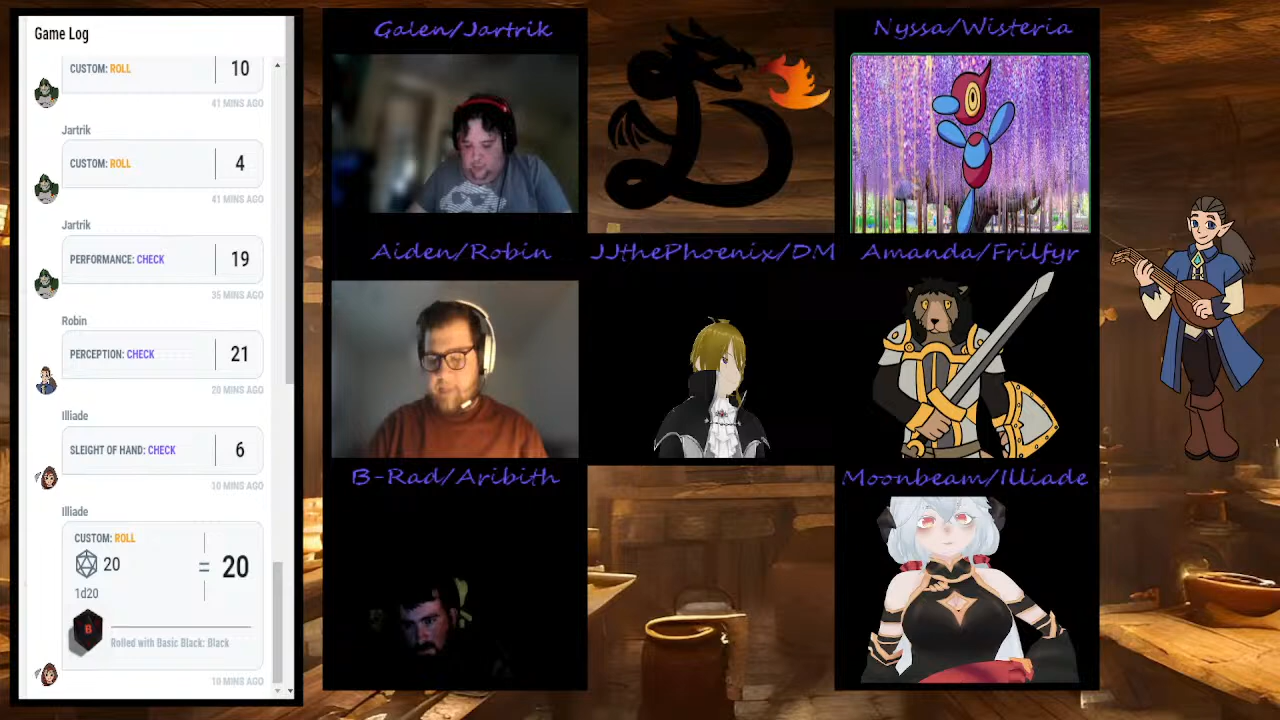 Game Log
CUSTOM: ROLL
10
41 MINS AGO
Jartrik
CUSTOM: ROLL
4
41 MINS AGO
Jartrik
PERFORMANCE: CHECK
19
35 MINS AGO
Robin
PERCEPTION: CHECK
21
20 MINS AGO
Illiade
SLEIGHT OF HAND: CHECK
6
10 MINS AGO
Illiade
CUSTOM: ROLL
20
= 20
1d20
B
Rolled with Basic Black: Black
10 MINS AGO
Galen/Jartrik
Nyssa/Wisteria
Aiden/Robin
JJthePhoenix/DM
Amanda/Frilfyr
B-Rad/Aribith
Moonbeam/Illiade